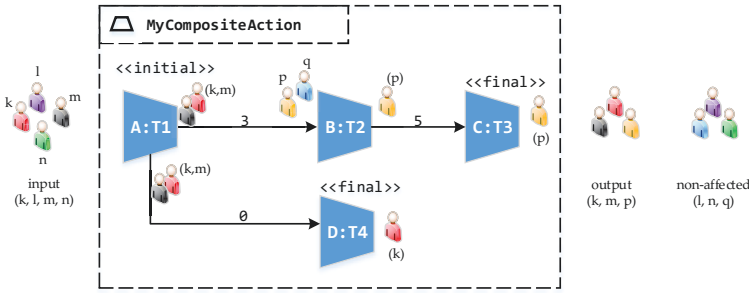 MyCompositeAction
<<initial>>
l
k
m
n
input
(k, l, m, n)
A:T1
(k,m)
3
p
q
B:T2
(p)
5
<<final>>
C:T3
(p)
(k,m)
0
<<final>>
D:T4
(k)
output
(k, m, p)
non-affected
(l, n, q)